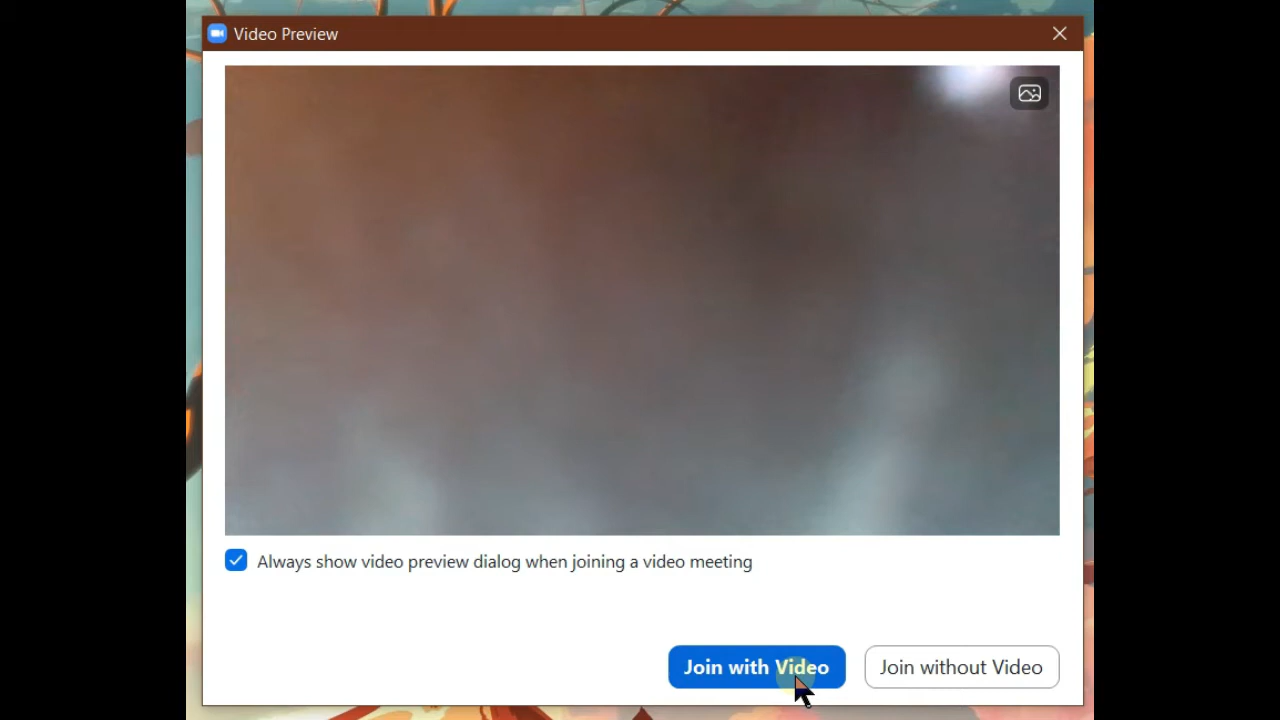 Video Preview
Always show video preview dialog when joining a video meeting
Join with Video
Join without Video